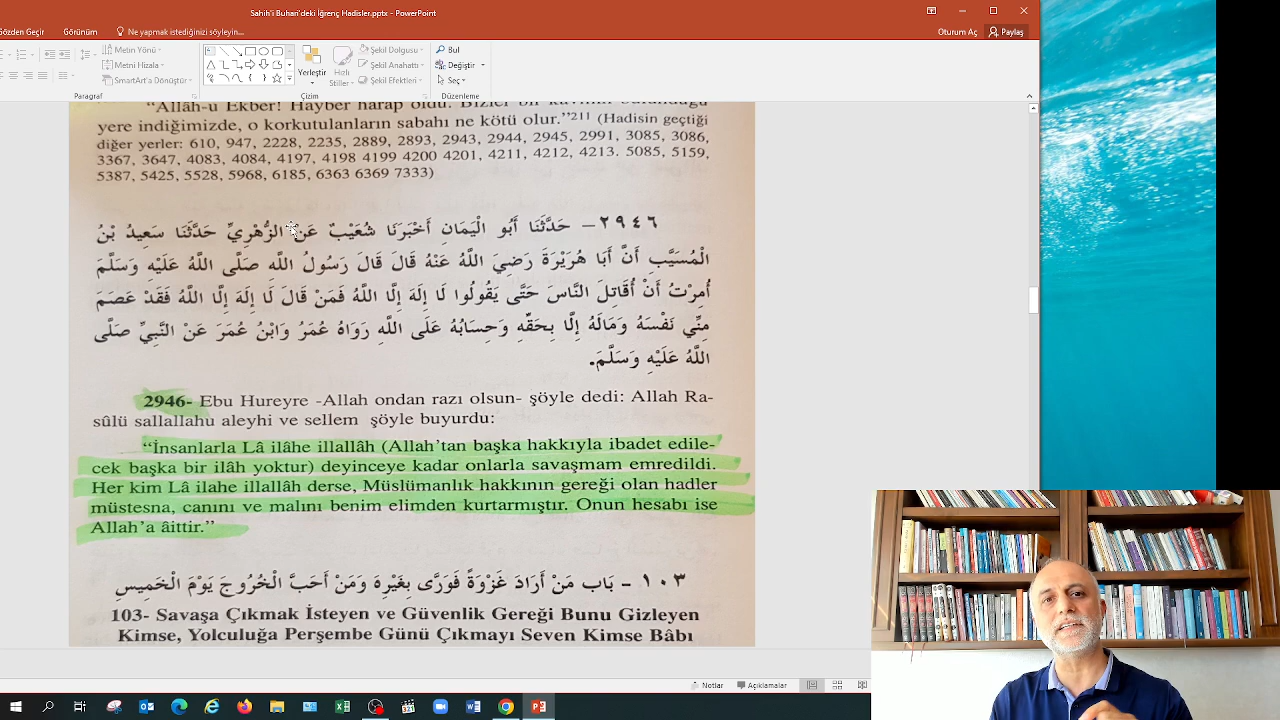 Sahih'i Buhari'deki İğrenç Hadisler.pptx - PowerPoint
Gözden Geçir Görünüm Ne yapmak istediğinizi söyleyin... Oturum Aç Paylaş
Metin Yönü
Metni Hizala
SmartArt'a Dönüştür
Yerleştir
Hızlı
Stiller
Şekil Dolgusu
Şekil Anahattı
Şekil Efektleri
Bul
Değiştir
Seç
Paragraf Çizim Düzenleme
“Allâh-u Ekber! Hayber harap oldu. Bizler bir kavmin bulunduğu
yere indiğimizde, o korkutulanların sabahı ne kötü olur.”211 (Hadisin geçtiği
diğer yerler: 610, 947, 2228, 2235, 2889, 2893, 2943, 2944, 2945, 2991, 3085, 3086,
3367, 3647, 4083, 4084, 4197, 4198 4199 4200 4201, 4211, 4212, 4213. 5085, 5159,
5387, 5425, 5528, 5968, 6185, 6363 6369 7333)
٢٩٤٦– حَدَّثَنَا أَبُو الْيَمَانِ أَخْبَرَنَا شُعَيْبٌ عَنْ الزُّهْرِيِّ حَدَّثَنَا سَعِيدُ بْنُ
الْمُسَيَّبِ أَنَّ أَبَا هُرَيْرَةَ رَضِيَ اللَّهُ عَنْهُ قَالَ قَالَ رَسُولُ اللَّهِ صَلَّى اللَّهُ عَلَيْهِ وَسَلَّمَ
أُمِرْتُ أَنْ أُقَاتِلَ النَّاسَ حَتَّى يَقُولُوا لَا إِلَهَ إِلَّا اللَّهُ فَمَنْ قَالَ لَا إِلَهَ إِلَّا اللَّهُ فَقَدْ عَصَمَ
مِنِّي نَفْسَهُ وَمَالَهُ إِلَّا بِحَقِّهِ وَحِسَابُهُ عَلَى اللَّهِ رَوَاهُ عُمَرُ وَابْنُ عُمَرَ عَنْ النَّبِيِّ صَلَّى
اللَّهُ عَلَيْهِ وَسَلَّمَ.
2946- Ebu Hureyre -Allah ondan razı olsun- şöyle dedi: Allah Ra-
sûlü sallallahu aleyhi ve sellem şöyle buyurdu:
“İnsanlarla Lâ ilâhe illallâh (Allah’tan başka hakkıyla ibadet edile-
cek başka bir ilâh yoktur) deyinceye kadar onlarla savaşmam emredildi.
Her kim Lâ ilahe illallâh derse, Müslümanlık hakkının gereği olan hadler
müstesna, canını ve malını benim elimden kurtarmıştır. Onun hesabı ise
Allah’a âittir.”
١٠٣ – بَاب مَنْ أَرَادَ غَزْوَةً فَوَرَّى بِغَيْرِهَا وَمَنْ أَحَبَّ الْخُرُوجَ يَوْمَ الْخَمِيسِ
103- Savaşa Çıkmak İsteyen ve Güvenlik Gereği Bunu Gizleyen
Kimse, Yolculuğa Perşembe Günü Çıkmayı Seven Kimse Bâbı
Notlar Açıklamalar